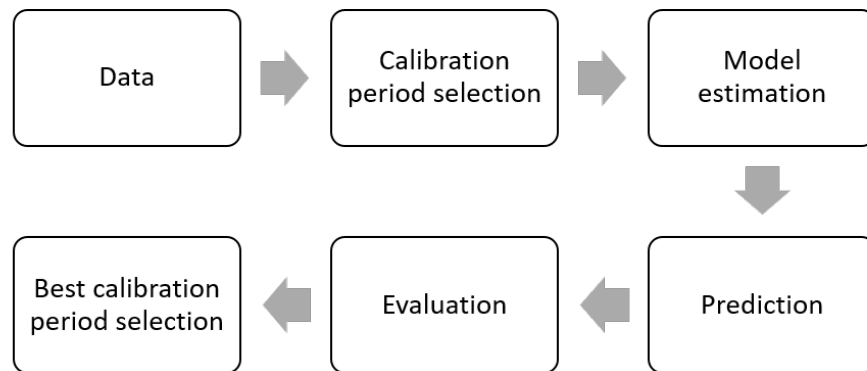 Data
Calibration
period selection
Model
estimation
Prediction
Evaluation
Best calibration
period selection